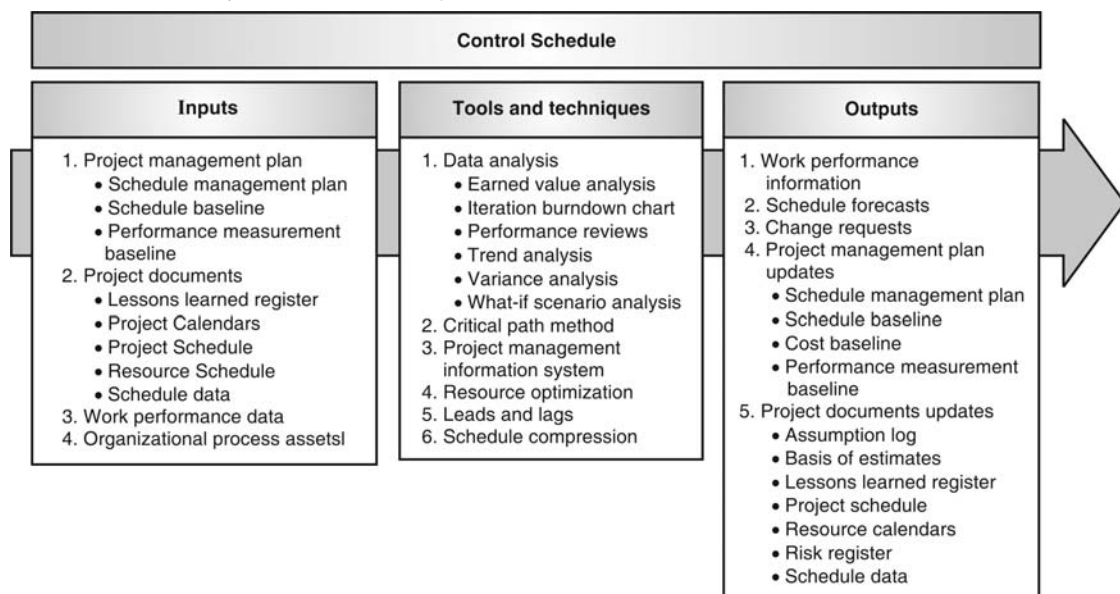 Control Schedule
Inputs
1. Project management plan
• Schedule management plan
• Schedule baseline
• Performance measurement
baseline
2. Project documents
• Lessons learned register
• Project Calendars
• Project Schedule
• Resource Schedule
• Schedule data
3. Work performance data
4. Organizational process assetsl
Tools and techniques
1. Data analysis
• Earned value analysis
• Iteration burndown chart
• Performance reviews
• Trend analysis
• Variance analysis
• What-if scenario analysis
2. Critical path method
3. Project management
information system
4. Resource optimization
5. Leads and lags
6. Schedule compression
Outputs
1. Work performance
information
2. Schedule forecasts
3. Change requests
4. Project management plan
updates
• Schedule management plan
• Schedule baseline
• Cost baseline
• Performance measurement
baseline
5. Project documents updates
• Assumption log
• Basis of estimates
• Lessons learned register
• Project schedule
• Resource calendars
• Risk register
• Schedule data